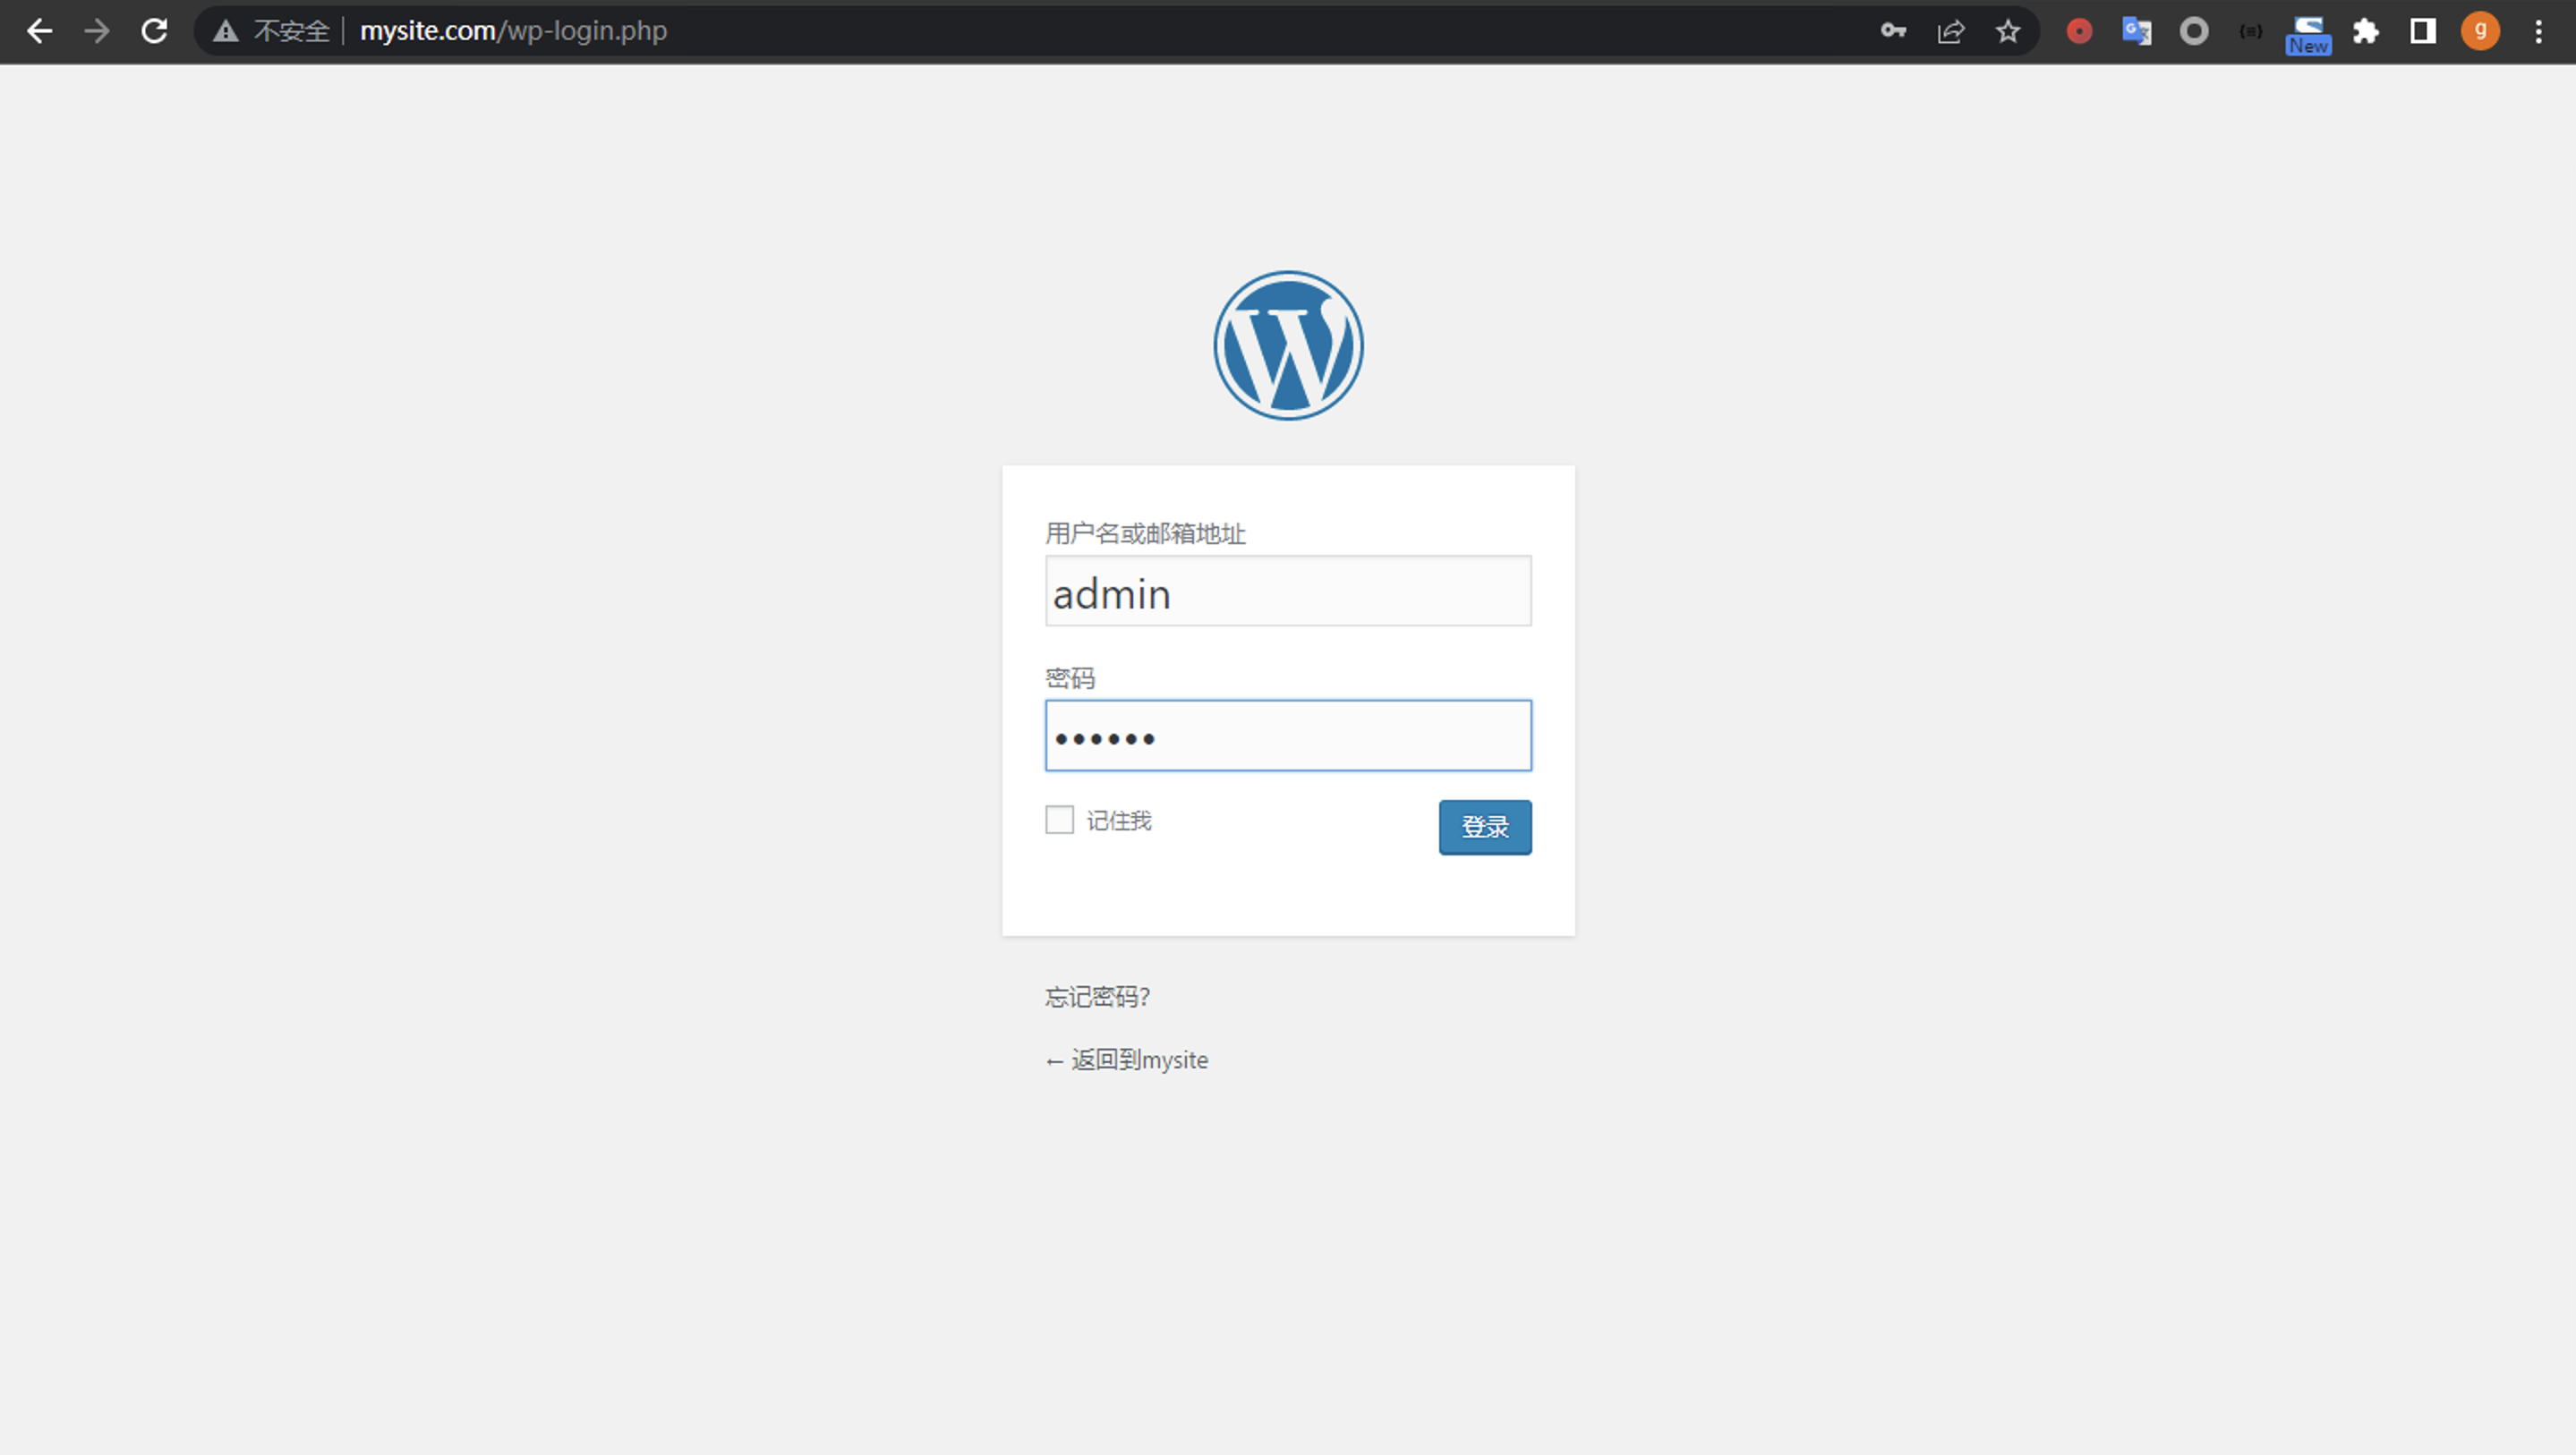 不安全 mysite.com/wp-login.php
New
g
用户名或邮箱地址
admin
密码
••••••
记住我
登录
忘记密码?
← 返回到mysite